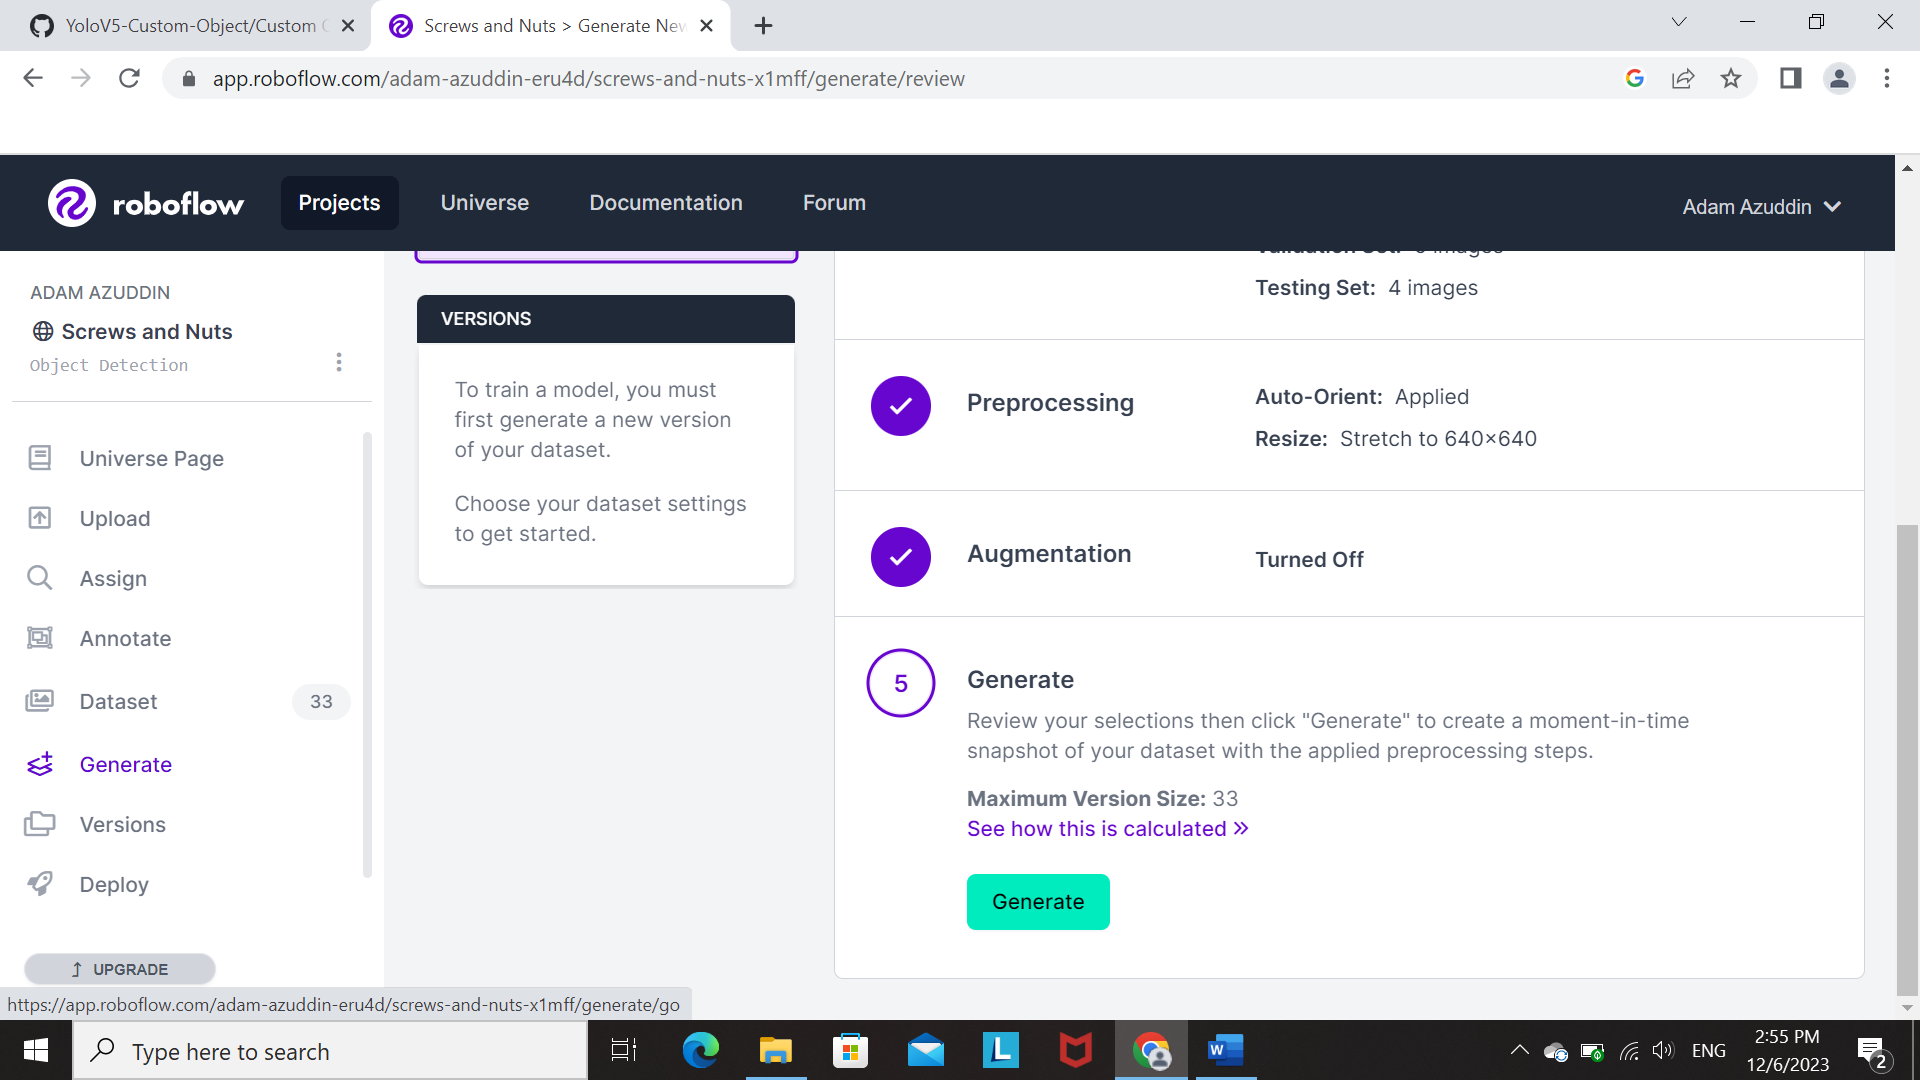 YoloV5-Custom-Object/Custom
Screws and Nuts > Generate New
app.roboflow.com/adam-azuddin-eru4d/screws-and-nuts-x1mff/generate/review
roboflow
Projects
Universe
Documentation
Forum
Adam Azuddin
ADAM AZUDDIN
Screws and Nuts
Object Detection
Universe Page
Upload
Assign
Annotate
Dataset 33
Generate
Versions
Deploy
UPGRADE
VERSIONS
To train a model, you must
first generate a new version
of your dataset.
Choose your dataset settings
to get started.
images
Testing Set: 4 images
Preprocessing
Auto-Orient: Applied
Resize: Stretch to 640×640
Augmentation
Turned Off
5
Generate
Review your selections then click "Generate" to create a moment-in-time
snapshot of your dataset with the applied preprocessing steps.
Maximum Version Size: 33
See how this is calculated »
Generate
https://app.roboflow.com/adam-azuddin-eru4d/screws-and-nuts-x1mff/generate/go
Type here to search
L
W
ENG
2:55 PM
12/6/2023
2